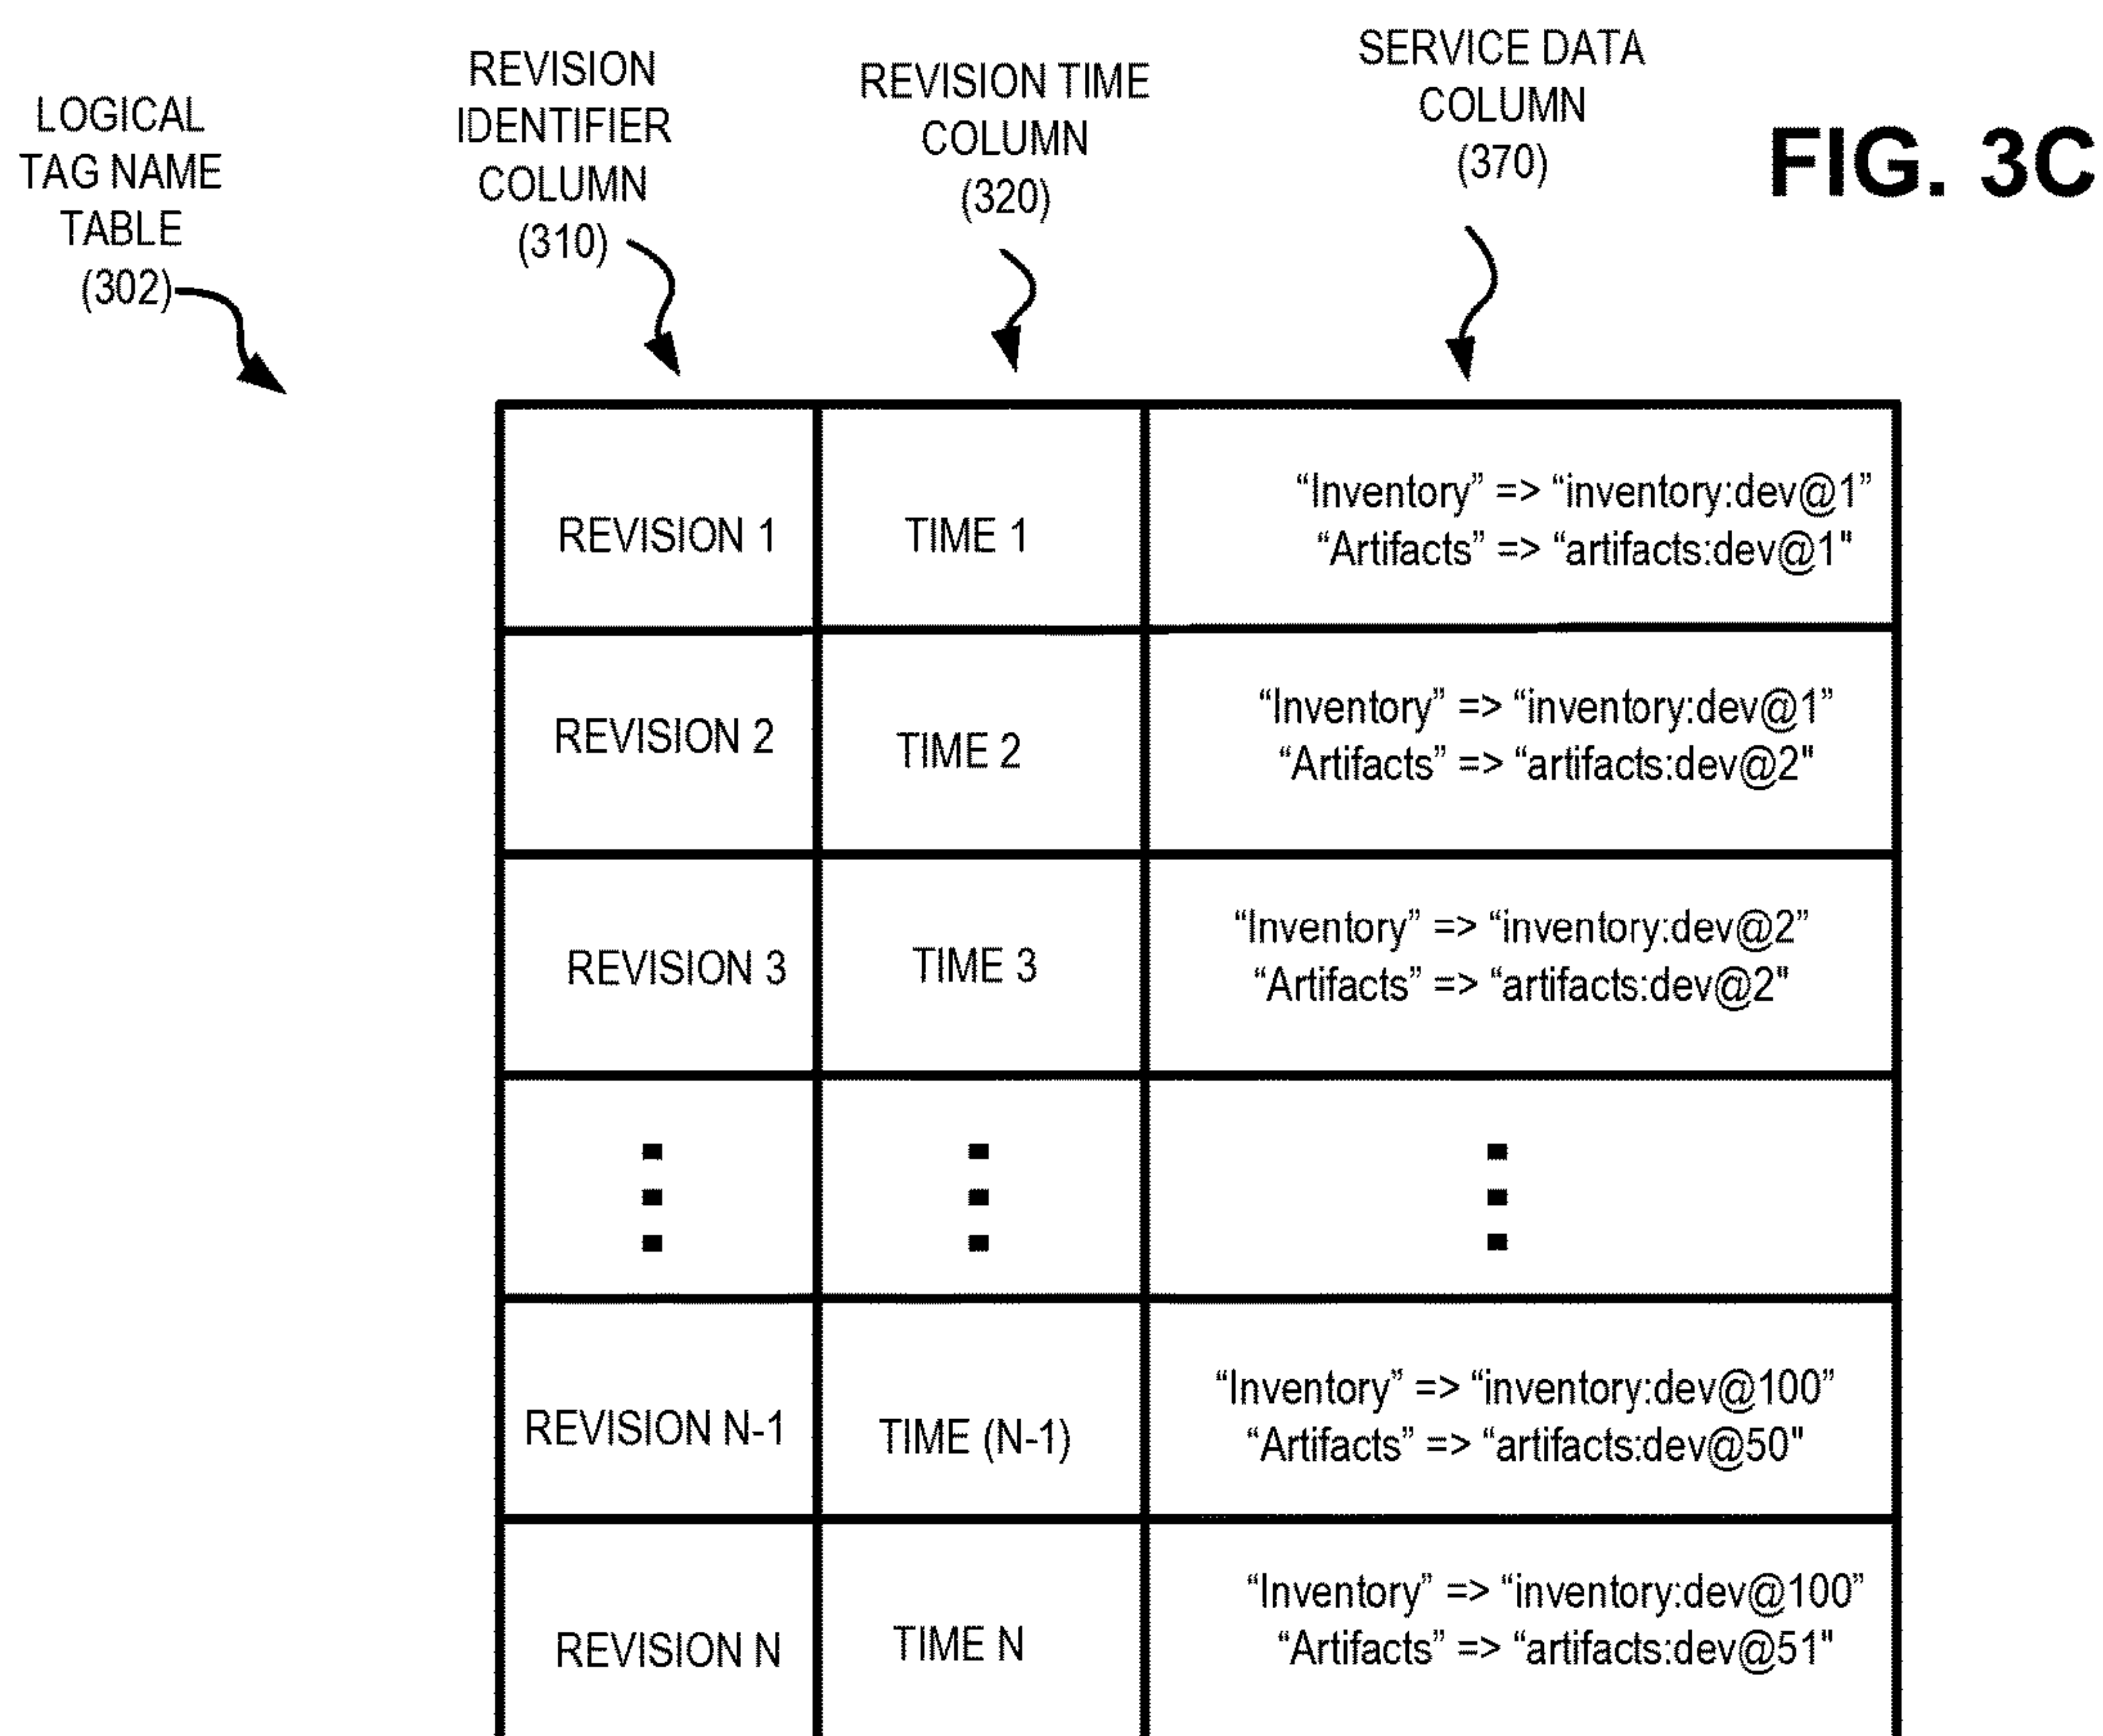 LOGICAL
TAG NAME
TABLE
(302)
REVISION
IDENTIFIER
COLUMN
(310)
REVISION TIME
COLUMN
(320)
SERVICE DATA
COLUMN
(370)
FIG. 3C
REVISION 1
TIME 1
“Inventory” => “inventory:dev@1”
“Artifacts” => “artifacts:dev@1"
REVISION 2
TIME 2
“Inventory” => “inventory:dev@1”
“Artifacts” => “artifacts:dev@2"
REVISION 3
TIME 3
“Inventory” => “inventory:dev@2”
“Artifacts” => “artifacts:dev@2"
REVISION N-1
TIME (N-1)
“Inventory” => “inventory:dev@100”
“Artifacts” => “artifacts:dev@50"
REVISION N
TIME N
“Inventory” => “inventory:dev@100”
“Artifacts” => “artifacts:dev@51"